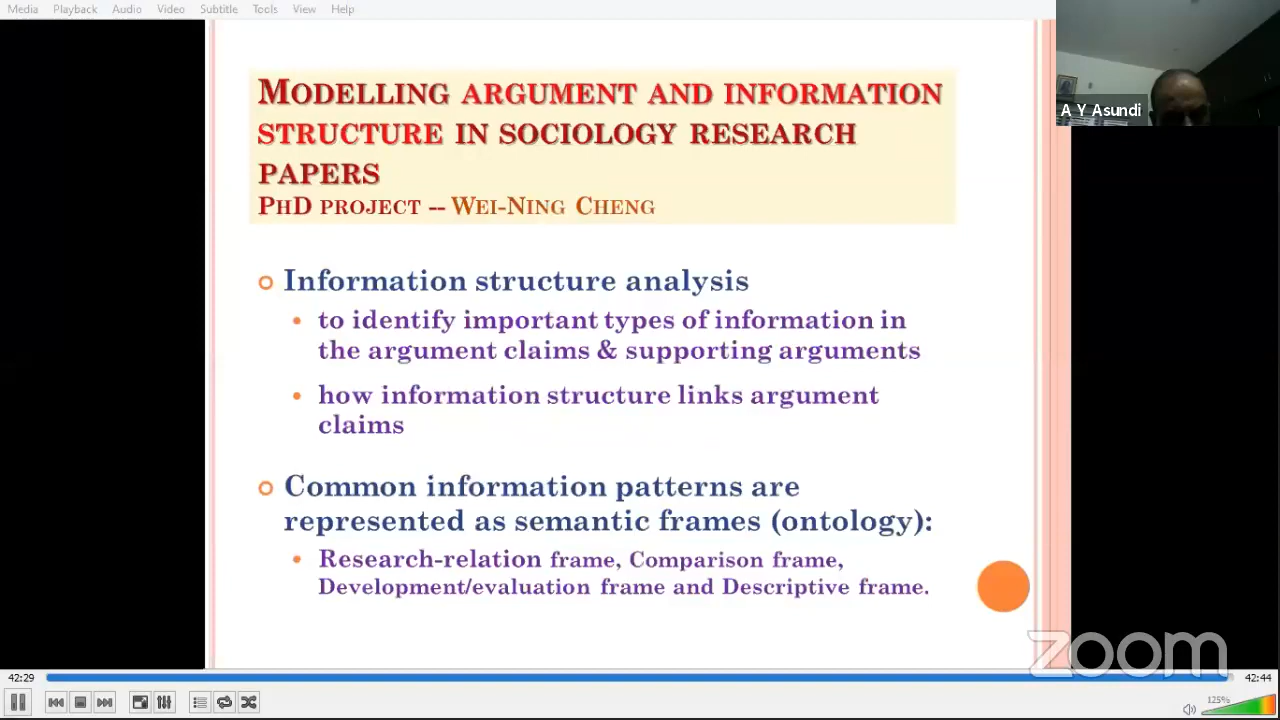 Media Playback Audio Video Subtitle Tools View Help
MODELLING ARGUMENT AND INFORMATION
STRUCTURE IN SOCIOLOGY RESEARCH
PAPERS
PHD PROJECT -- WEI-NING CHENG
A Y Asundi
Information structure analysis
to identify important types of information in
the argument claims & supporting arguments
how information structure links argument
claims
Common information patterns are
represented as semantic frames (ontology):
Research-relation frame, Comparison frame,
Development/evaluation frame and Descriptive frame.
zoom
42:29
42:44
125%